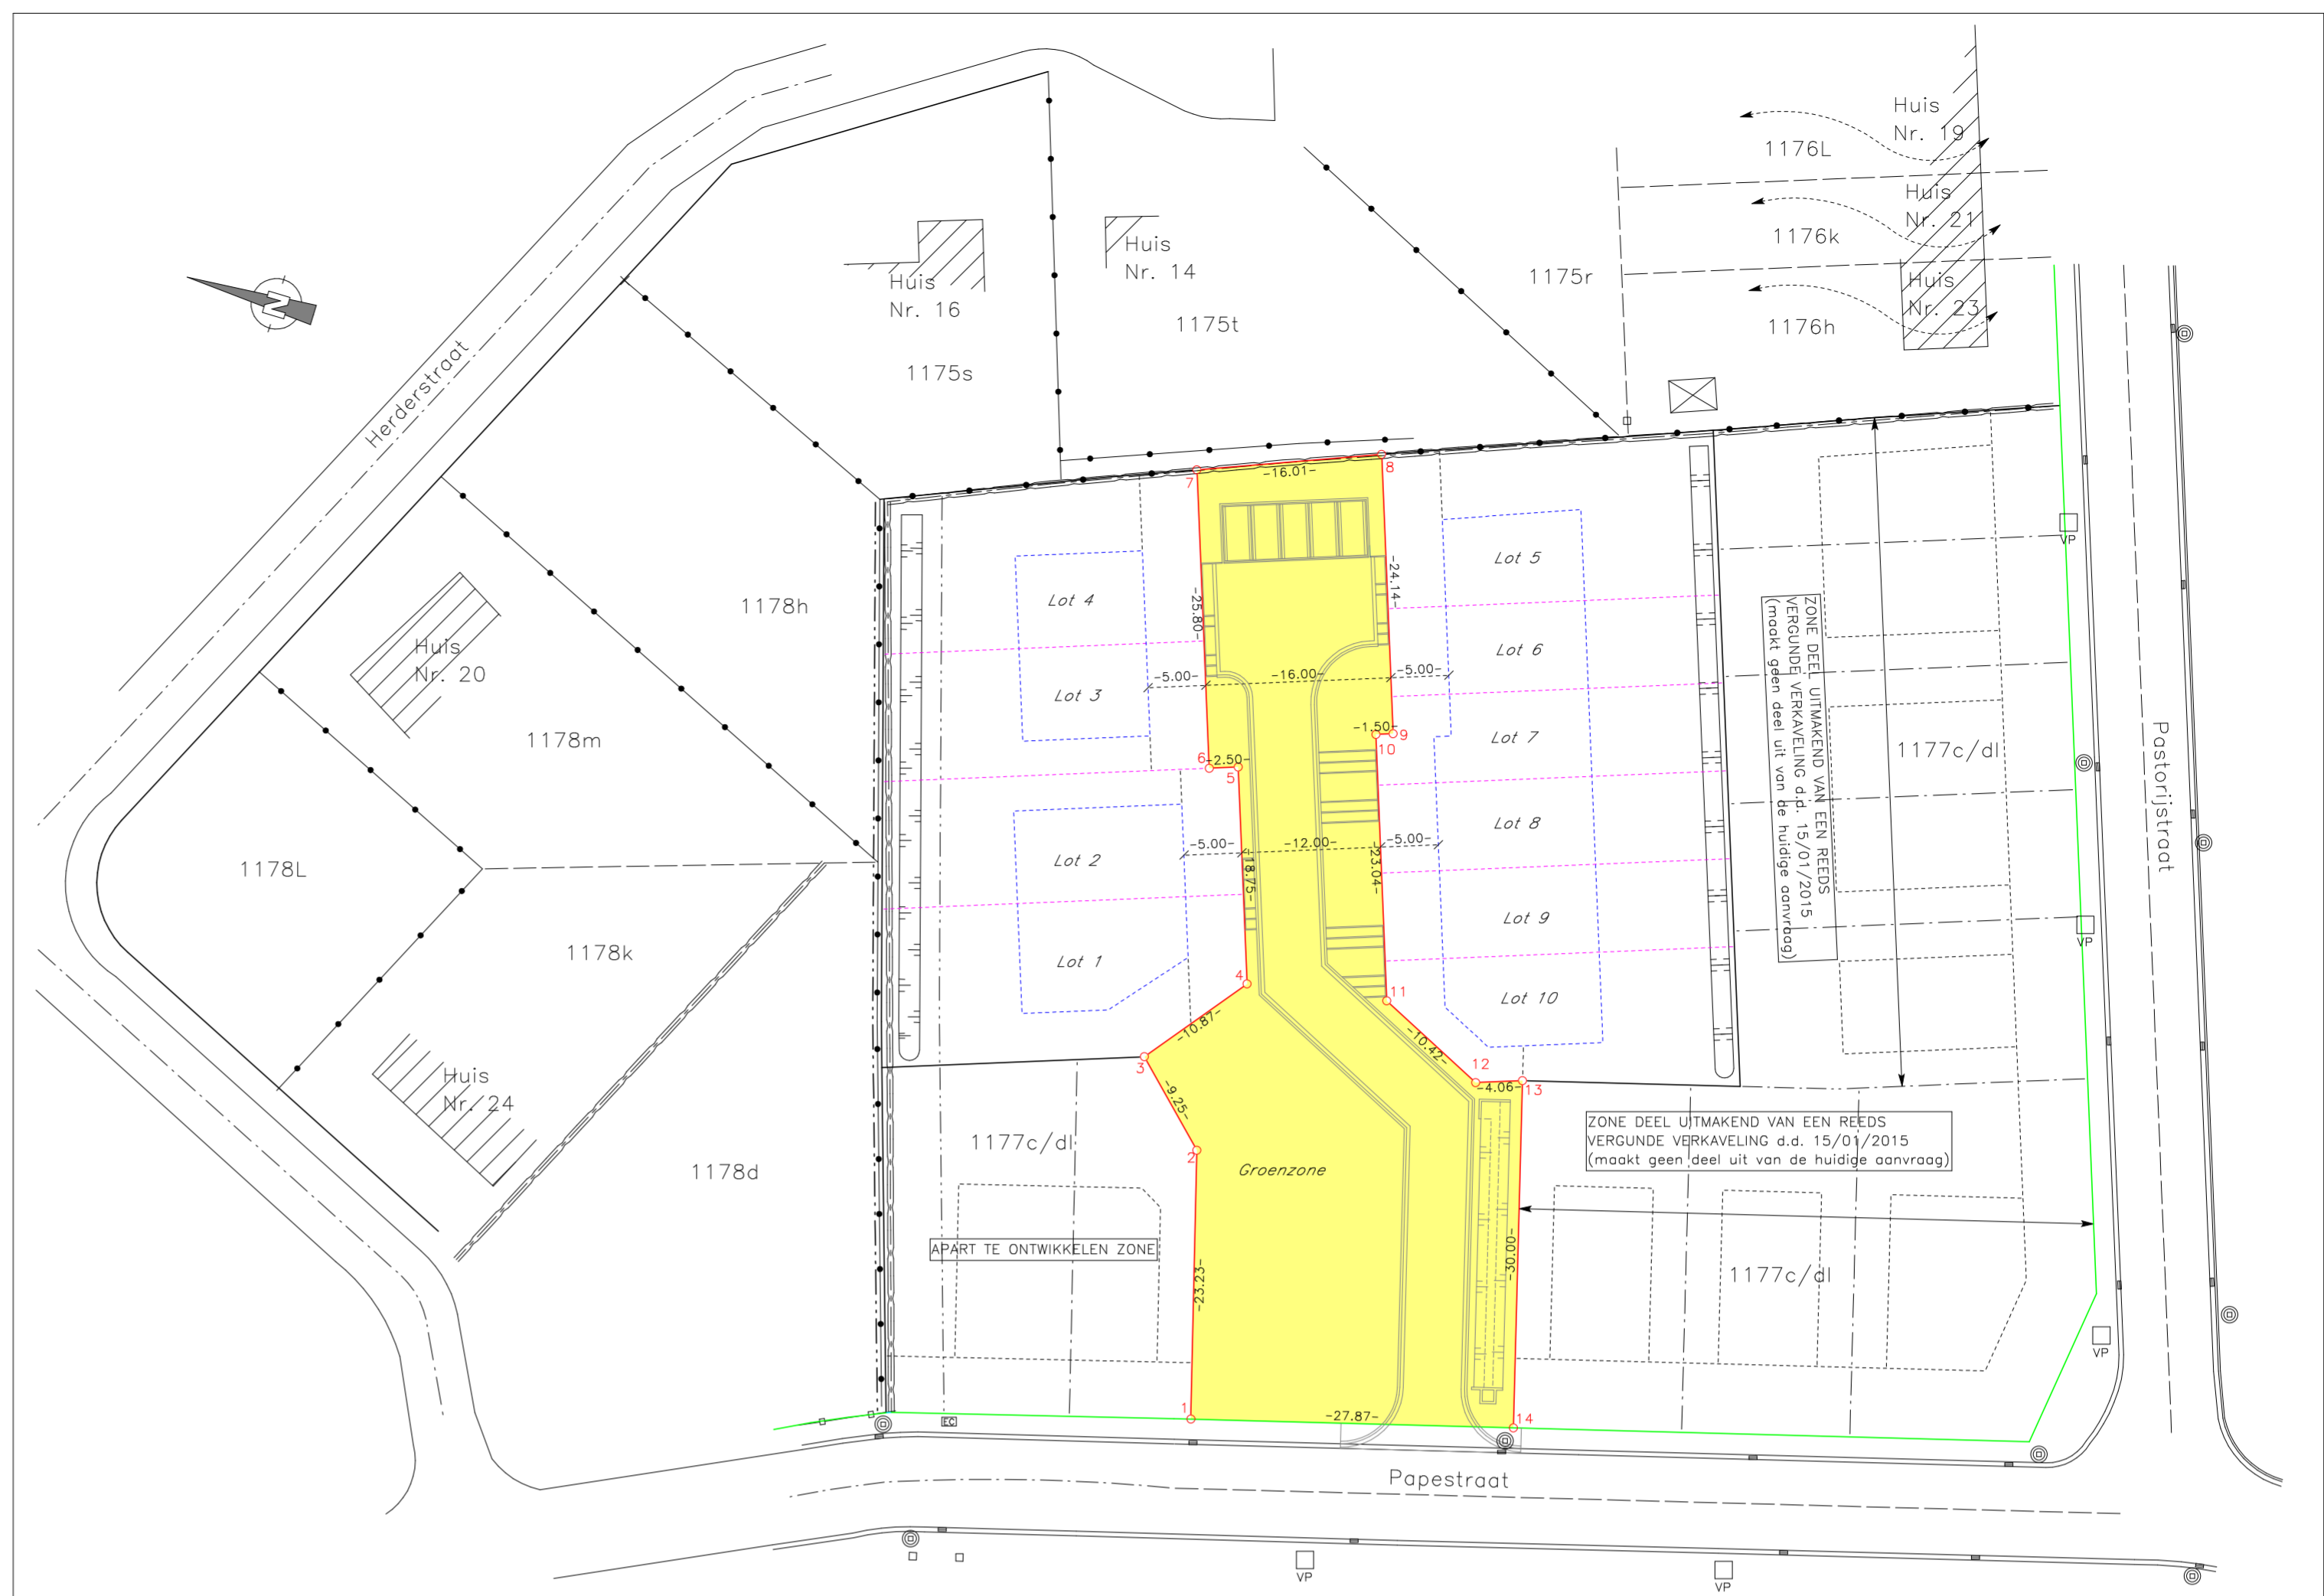 Huis
Nr. 19
1176L
Huis
Nr. 21
1176k
Huis
Nr. 23
1176h
Huis
Nr. 14
Huis
Nr. 16
1175r
1175t
1175s
N
Herderstraat
7
-16.01-
8
Lot 5
-24.14-
Lot 4
-25.80-
1178h
Huis
Nr. 20
Lot 6
VP
Lot 3
-5.00-
-16.00-
-5.00-
1178m
-1.50-
9
Lot 7
10
6
-2.50-
5
ZONE DEEL UITMAKEND VAN EEN REEDS
VERGUNDE VERKAVELING d.d. 15/01/2015
(maakt geen deel uit van de huidige aanvraag)
1177c/dl
Pastorijstraat
Lot 8
-5.00-
-12.00-
-5.00-
Lot 2
-18.75-
-23.04-
1178L
Lot 9
VP
1178k
Lot 1
4
11
Lot 10
-10.87-
-10.42-
3
12
-4.06-
13
Huis
Nr. 24
-9.25-
ZONE DEEL UITMAKEND VAN EEN REEDS
VERGUNDE VERKAVELING d.d. 15/01/2015
(maakt geen deel uit van de huidige aanvraag)
1177c/dl
2
Groenzone
1178d
APART TE ONTWIKKELEN ZONE
-23.23-
-30.00-
1177c/dl
VP
1
-27.87-
14
EC
Papestraat
VP
VP